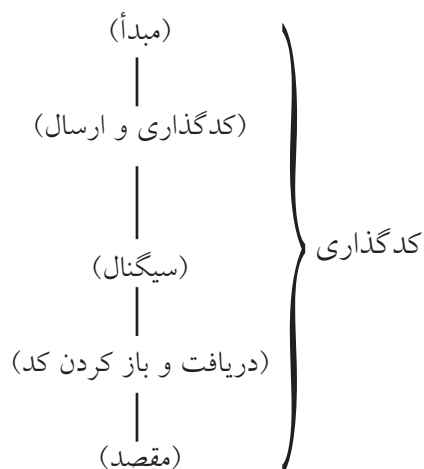 (مبدأ)
(کدگذاری و ارسال)
کدگذاری
(سیگنال)
(دریافت و باز کردن کد)
(مقصد)